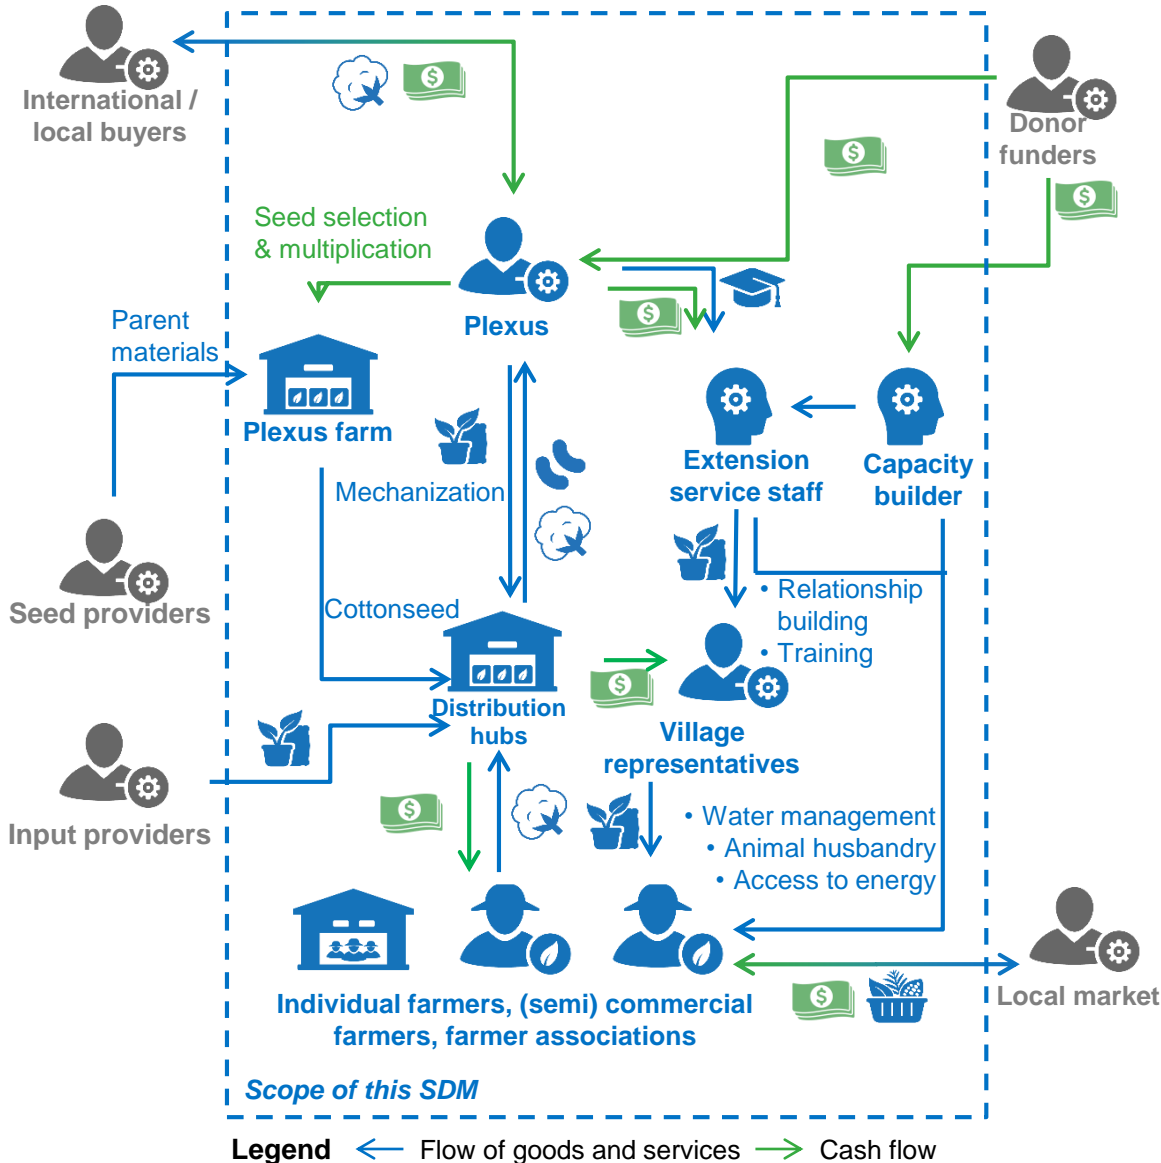 International /
local buyers
Donor
funders
Seed selection
& multiplication
Plexus
Parent
materials
Plexus farm
Mechanization
Extension
service staff
Capacity
builder
Seed providers
Cottonseed
• Relationship
building
• Training
Distribution
hubs
Village
representatives
Input providers
• Water management
• Animal husbandry
• Access to energy
Individual farmers, (semi) commercial
farmers, farmer associations
Local market
Scope of this SDM
Legend Flow of goods and services Cash flow